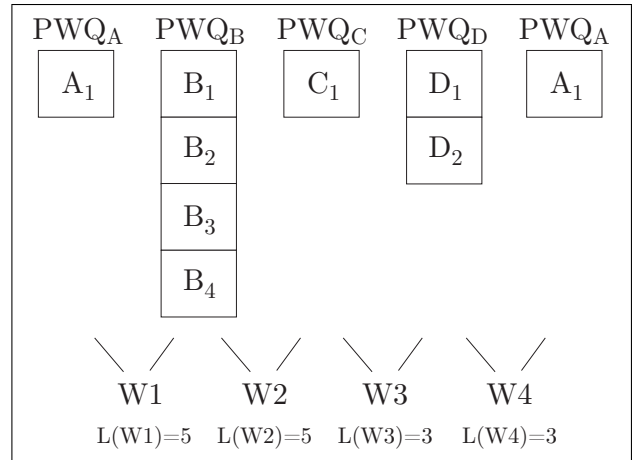 PWQ_A PWQ_B PWQ_C PWQ_D PWQ_A
A_1 B_1 C_1 D_1 A_1
B_2 D_2
B_3
B_4
W1 W2 W3 W4
L(W1)=5 L(W2)=5 L(W3)=3 L(W4)=3